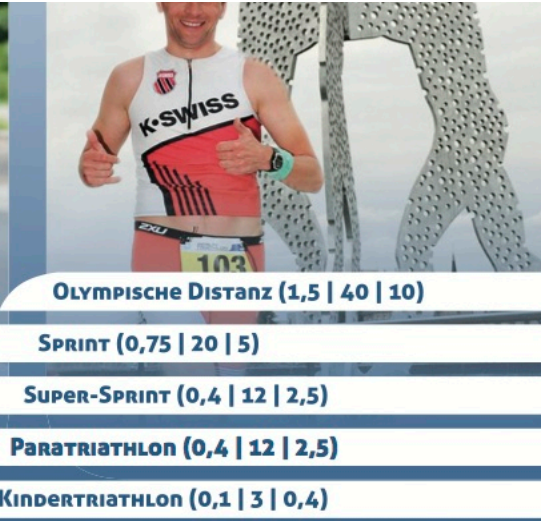 K·SWISS
2XU
103
Olympische Distanz (1,5 | 40 | 10)
Sprint (0,75 | 20 | 5)
Super-Sprint (0,4 | 12 | 2,5)
Paratriathlon (0,4 | 12 | 2,5)
Kindertriathlon (0,1 | 3 | 0,4)